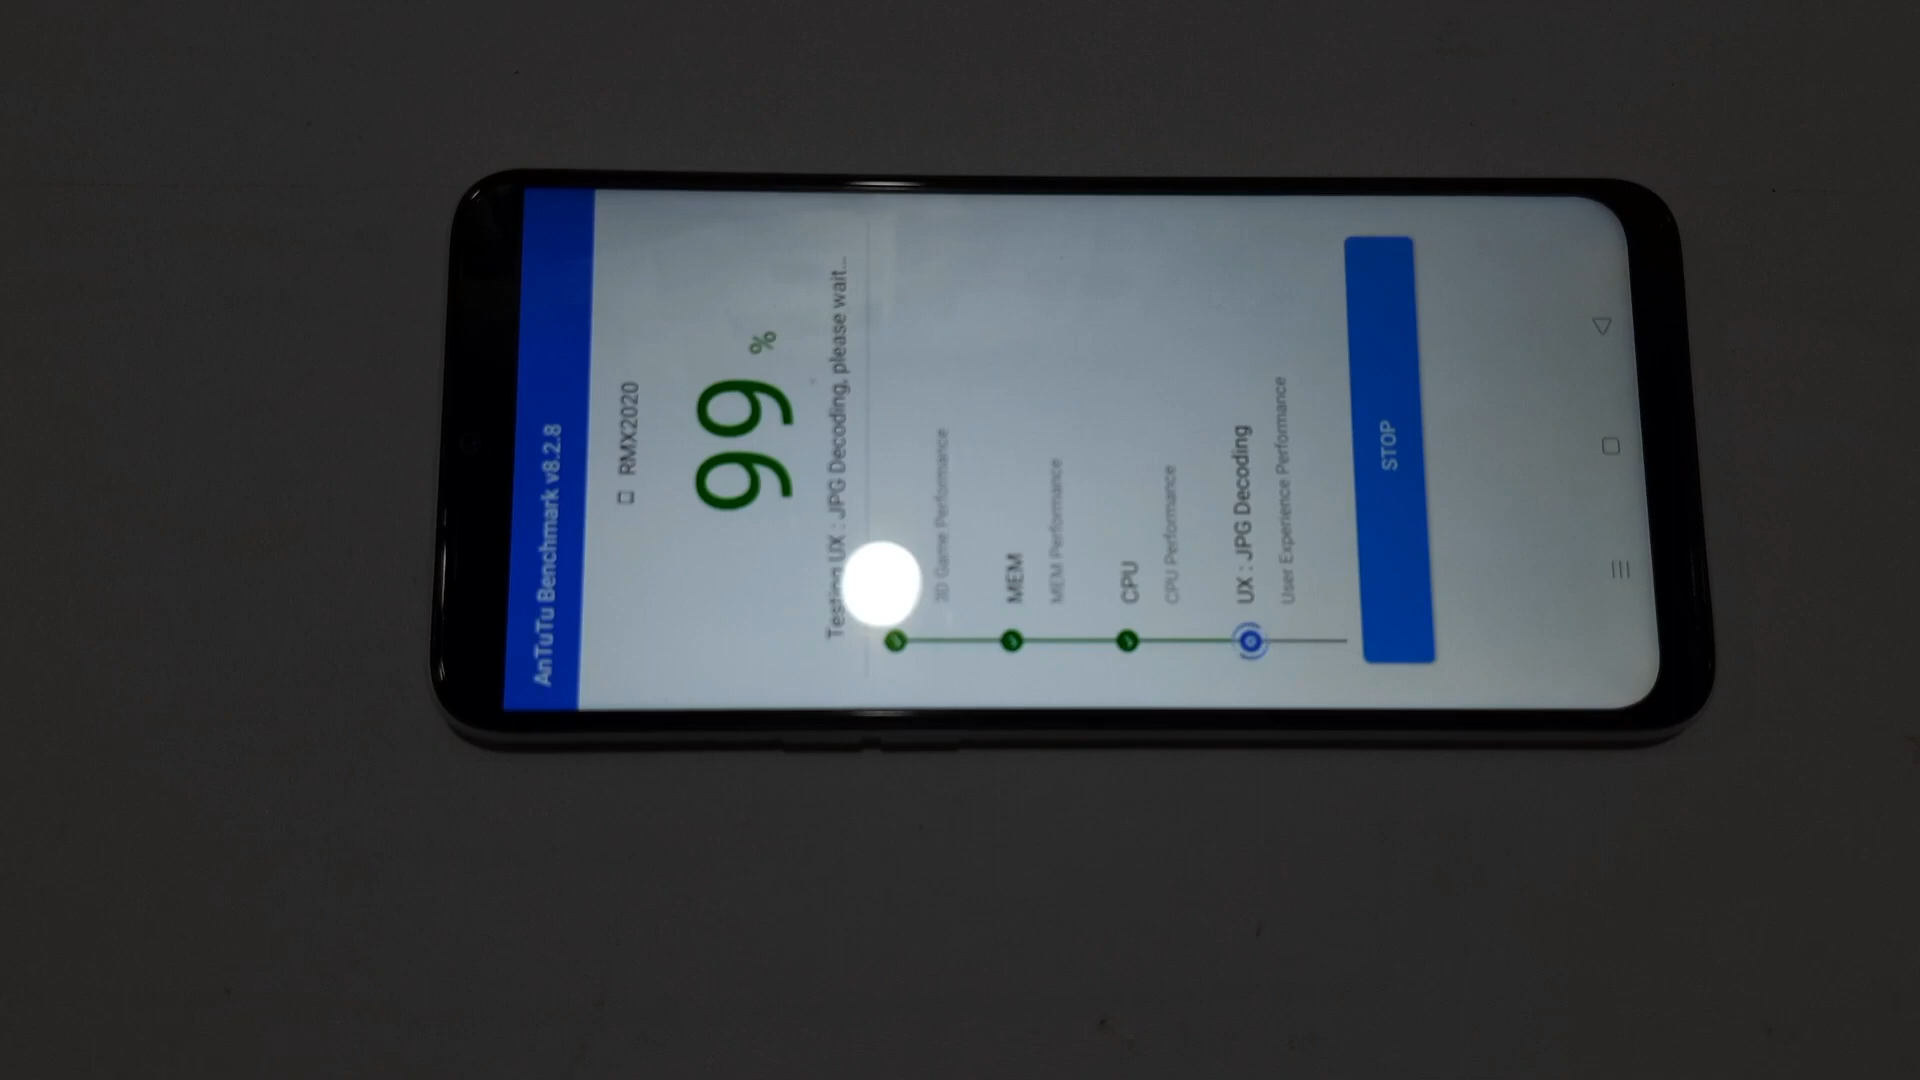 AnTuTu Benchmark v8.2.8
RMX2020
99 %
Testing UX : JPG Decoding, please wait...
3D Game Performance
MEM
MEM Performance
CPU
CPU Performance
UX : JPG Decoding
User Experience Performance
STOP